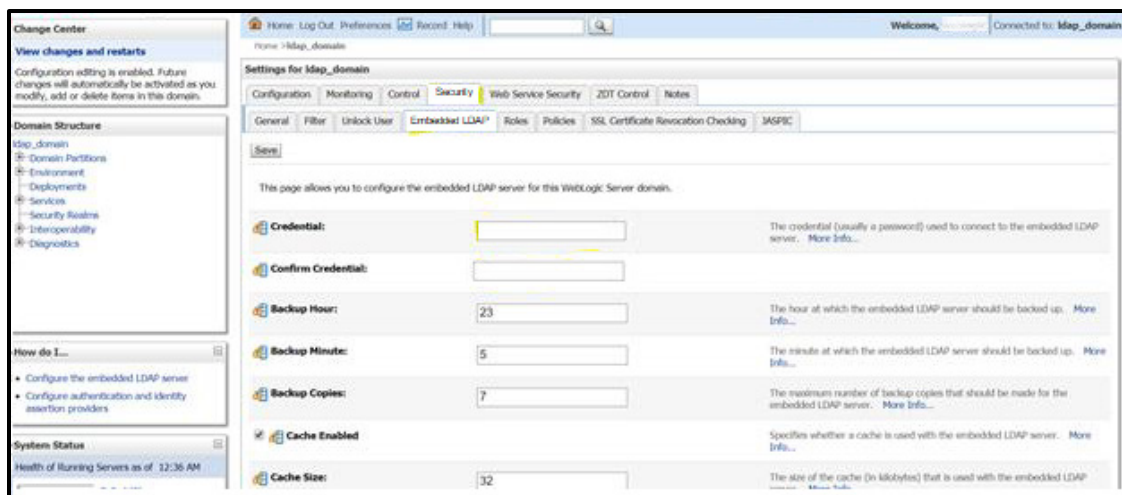 Change Center
View changes and restarts
Configuration editing is enabled. Future
changes will automatically be activated as you
modify, add or delete items in this domain.
Domain Structure
ldap_domain
Domain Partitions
Environment
Deployments
Services
Security Realms
Interoperability
Diagnostics
How do I...
Configure the embedded LDAP server
Configure authentication and identity
assertion providers
System Status
Health of Running Servers as of 12:36 AM
Home Log Out Preferences Record Help
Welcome,
Connected to: ldap_domain
Home >ldap_domain
Settings for ldap_domain
Configuration Monitoring Control Security Web Service Security ZDT Control Notes
General Filter Unlock User Embedded LDAP Roles Policies SSL Certificate Revocation Checking JASPIC
Save
This page allows you to configure the embedded LDAP server for this WebLogic Server domain.
Credential:
The credential (usually a password) used to connect to the embedded LDAP
server. More Info...
Confirm Credential:
Backup Hour:
23
The hour at which the embedded LDAP server should be backed up. More
Info...
Backup Minute:
5
The minute at which the embedded LDAP server should be backed up. More
Info...
Backup Copies:
7
The maximum number of backup copies that should be made for the
embedded LDAP server. More Info...
Cache Enabled
Specifies whether a cache is used with the embedded LDAP server. More
Info...
Cache Size:
32
The size of the cache (in kilobytes) that is used with the embedded LDAP
server. More Info...